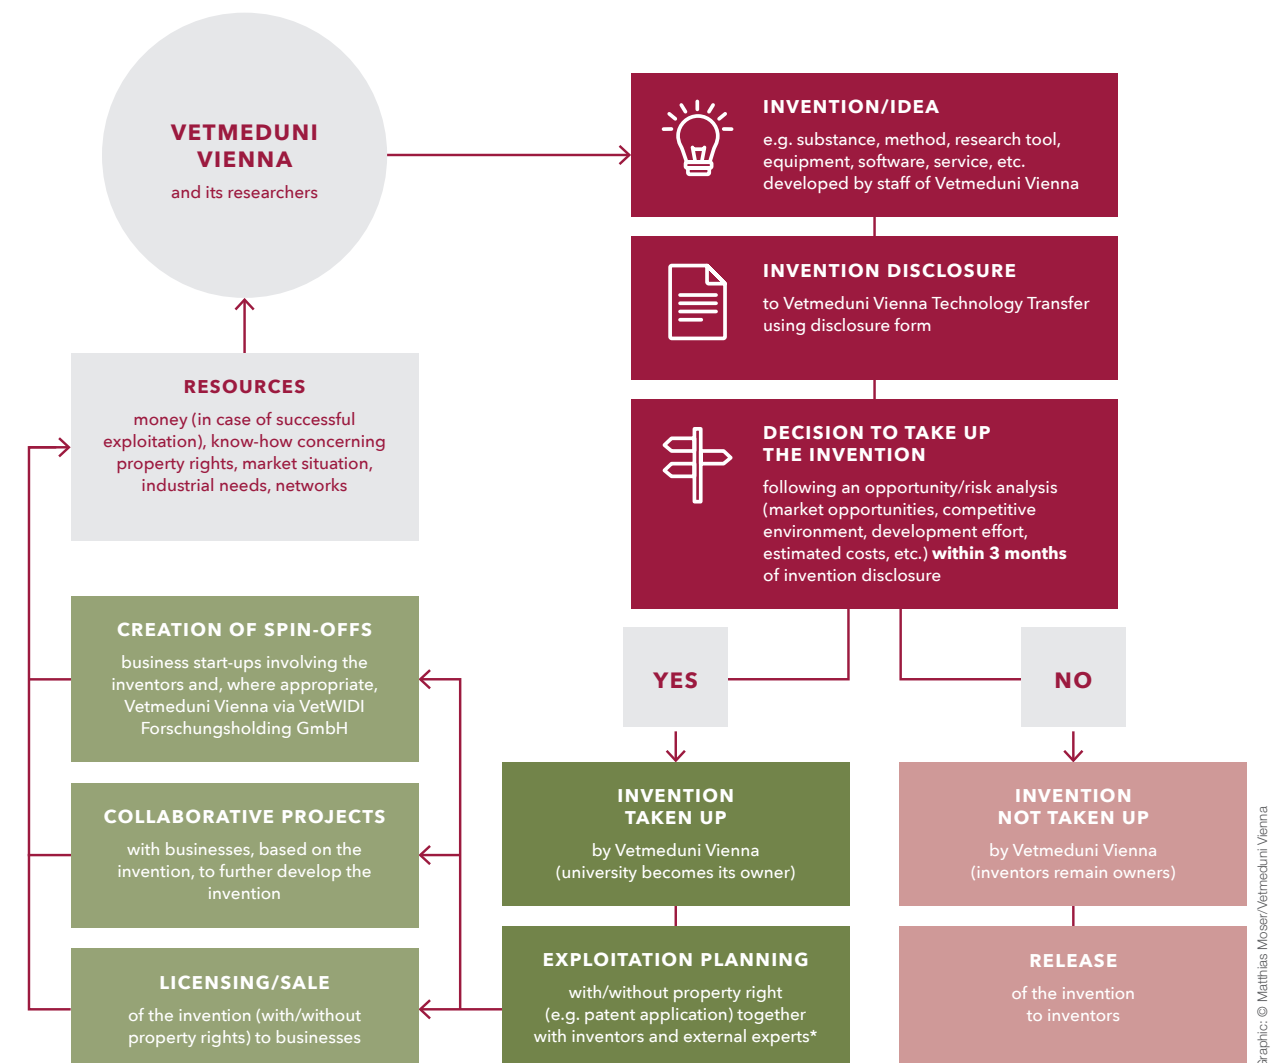 VETMEDUNI
VIENNA
and its researchers
INVENTION/IDEA
e.g. substance, method, research tool,
equipment, software, service, etc.
developed by staff of Vetmeduni Vienna
INVENTION DISCLOSURE
to Vetmeduni Vienna Technology Transfer
using disclosure form
DECISION TO TAKE UP
THE INVENTION
following an opportunity/risk analysis
(market opportunities, competitive
environment, development effort,
estimated costs, etc.) within 3 months
of invention disclosure
YES
NO
INVENTION
TAKEN UP
by Vetmeduni Vienna
(university becomes its owner)
INVENTION
NOT TAKEN UP
by Vetmeduni Vienna
(inventors remain owners)
EXPLOITATION PLANNING
with/without property right
(e.g. patent application) together
with inventors and external experts*
RELEASE
of the invention
to inventors
RESOURCES
money (in case of successful
exploitation), know-how concerning
property rights, market situation,
industrial needs, networks
CREATION OF SPIN-OFFS
business start-ups involving the
inventors and, where appropriate,
Vetmeduni Vienna via VetWIDI
Forschungsholding GmbH
COLLABORATIVE PROJECTS
with businesses, based on the
invention, to further develop the
invention
LICENSING/SALE
of the invention (with/without
property rights) to businesses
Graphic: © Matthias Moser/Vetmeduni Vienna